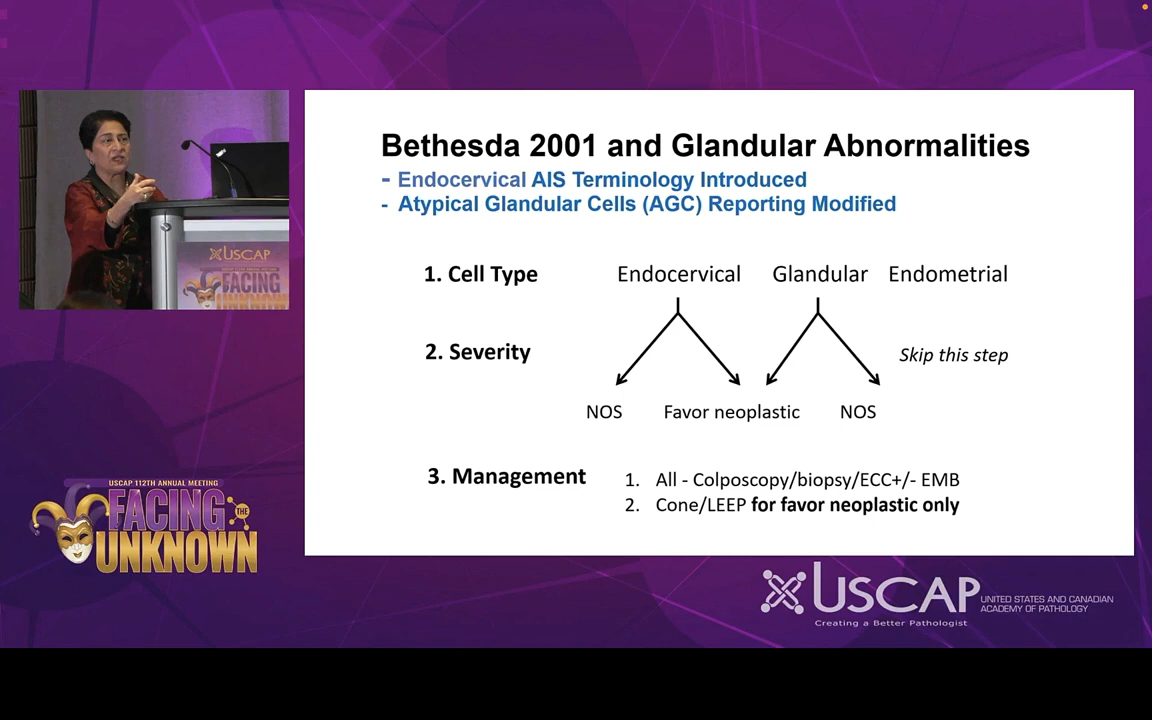 Bethesda 2001 and Glandular Abnormalities
- Endocervical AIS Terminology Introduced
- Atypical Glandular Cells (AGC) Reporting Modified
1. Cell Type Endocervical Glandular Endometrial
2. Severity Skip this step
NOS Favor neoplastic NOS
3. Management 1. All - Colposcopy/biopsy/ECC+/- EMB
2. Cone/LEEP for favor neoplastic only
USCAP
FACING
THE
UNKNOWN
USCAP 112TH ANNUAL MEETING
FACING
THE
UNKNOWN
USCAP
UNITED STATES AND CANADIAN
ACADEMY OF PATHOLOGY
Creating a Better Pathologist